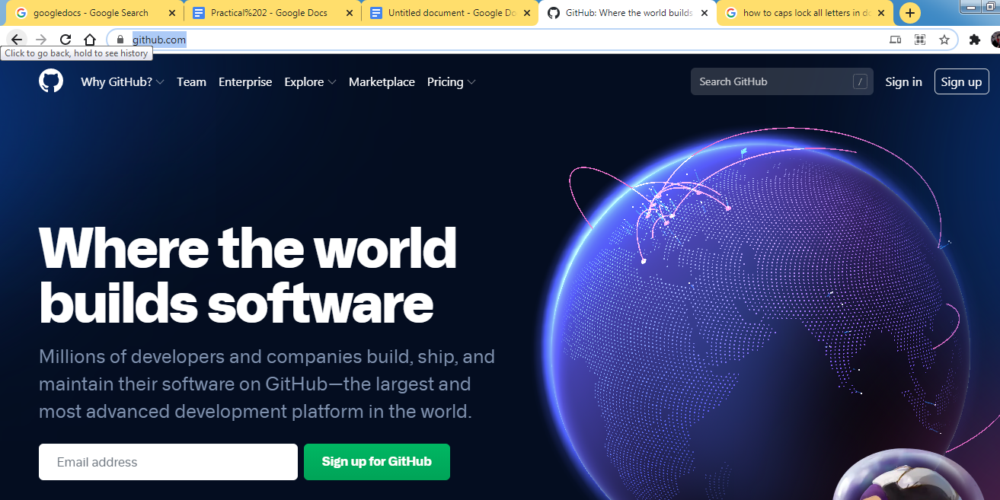 googledocs - Google Search
Practical%202 - Google Docs
Untitled document - Google Do
GitHub: Where the world builds
how to caps lock all letters in do
github.com
Click to go back, hold to see history
Why GitHub? Team Enterprise Explore Marketplace Pricing
Search GitHub /
Sign in
Sign up
Where the world
builds software
Millions of developers and companies build, ship, and
maintain their software on GitHub—the largest and
most advanced development platform in the world.
Email address
Sign up for GitHub